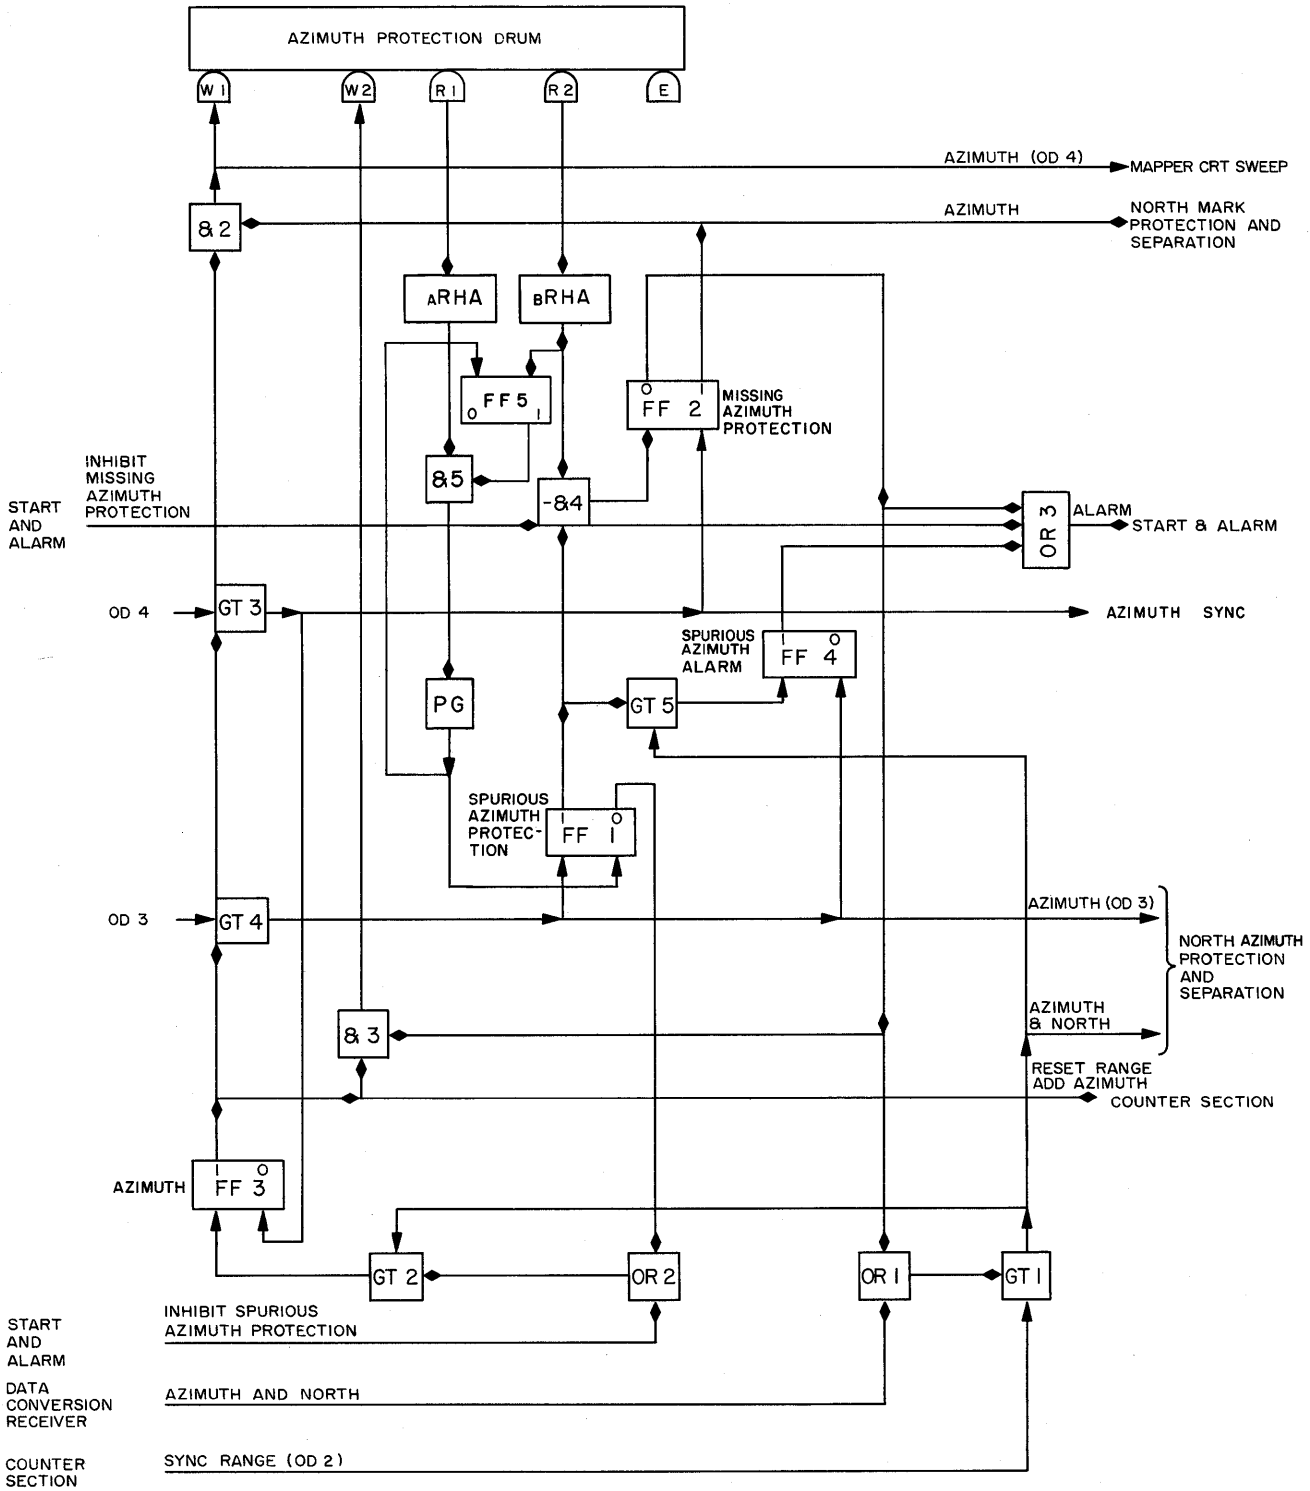 AZIMUTH PROTECTION DRUM
W1
W2
R1
R2
E
AZIMUTH (OD 4)
MAPPER CRT SWEEP
&2
AZIMUTH
NORTH MARK
PROTECTION AND
SEPARATION
ARHA
BRHA
FF5
0 1
0 1
FF 2
MISSING
AZIMUTH
PROTECTION
&5
-&4
INHIBIT
MISSING
AZIMUTH
PROTECTION
START
AND
ALARM
OR 3
ALARM
START & ALARM
OD 4
GT 3
AZIMUTH SYNC
SPURIOUS
AZIMUTH
ALARM
1 0
FF 4
PG
GT 5
SPURIOUS
AZIMUTH
PROTEC-
TION
1 0
FF 1
OD 3
GT 4
AZIMUTH (OD 3)
NORTH AZIMUTH
PROTECTION
AND
SEPARATION
AZIMUTH
& NORTH
&3
RESET RANGE
ADD AZIMUTH
COUNTER SECTION
AZIMUTH
1 0
FF 3
GT 2
OR 2
OR 1
GT 1
START
AND
ALARM
INHIBIT SPURIOUS
AZIMUTH PROTECTION
DATA
CONVERSION
RECEIVER
AZIMUTH AND NORTH
COUNTER
SECTION
SYNC RANGE (OD 2)